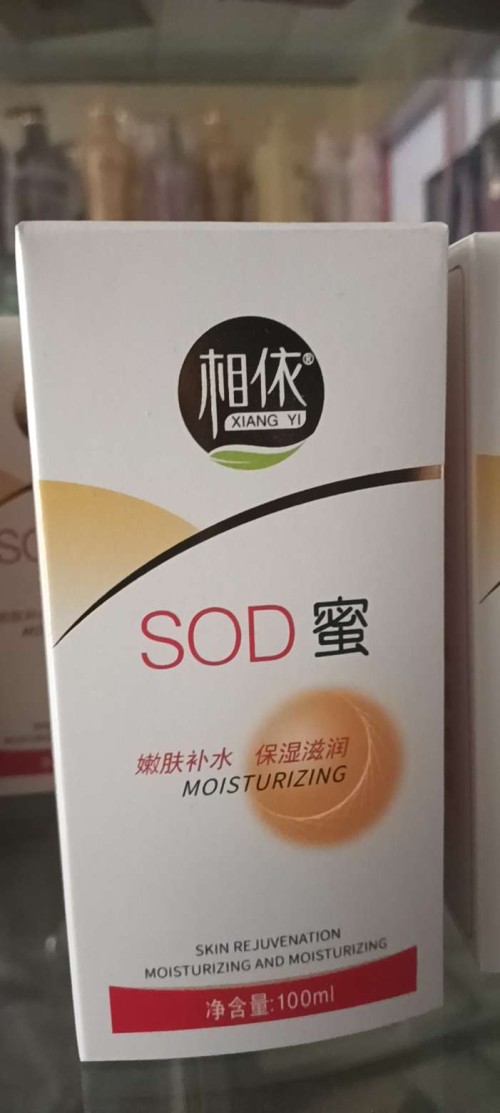 相依®
XIANG YI
SOD 蜜
嫩肤补水 保湿滋润
MOISTURIZING
SKIN REJUVENATION
MOISTURIZING AND MOISTURIZING
净含量:100ml